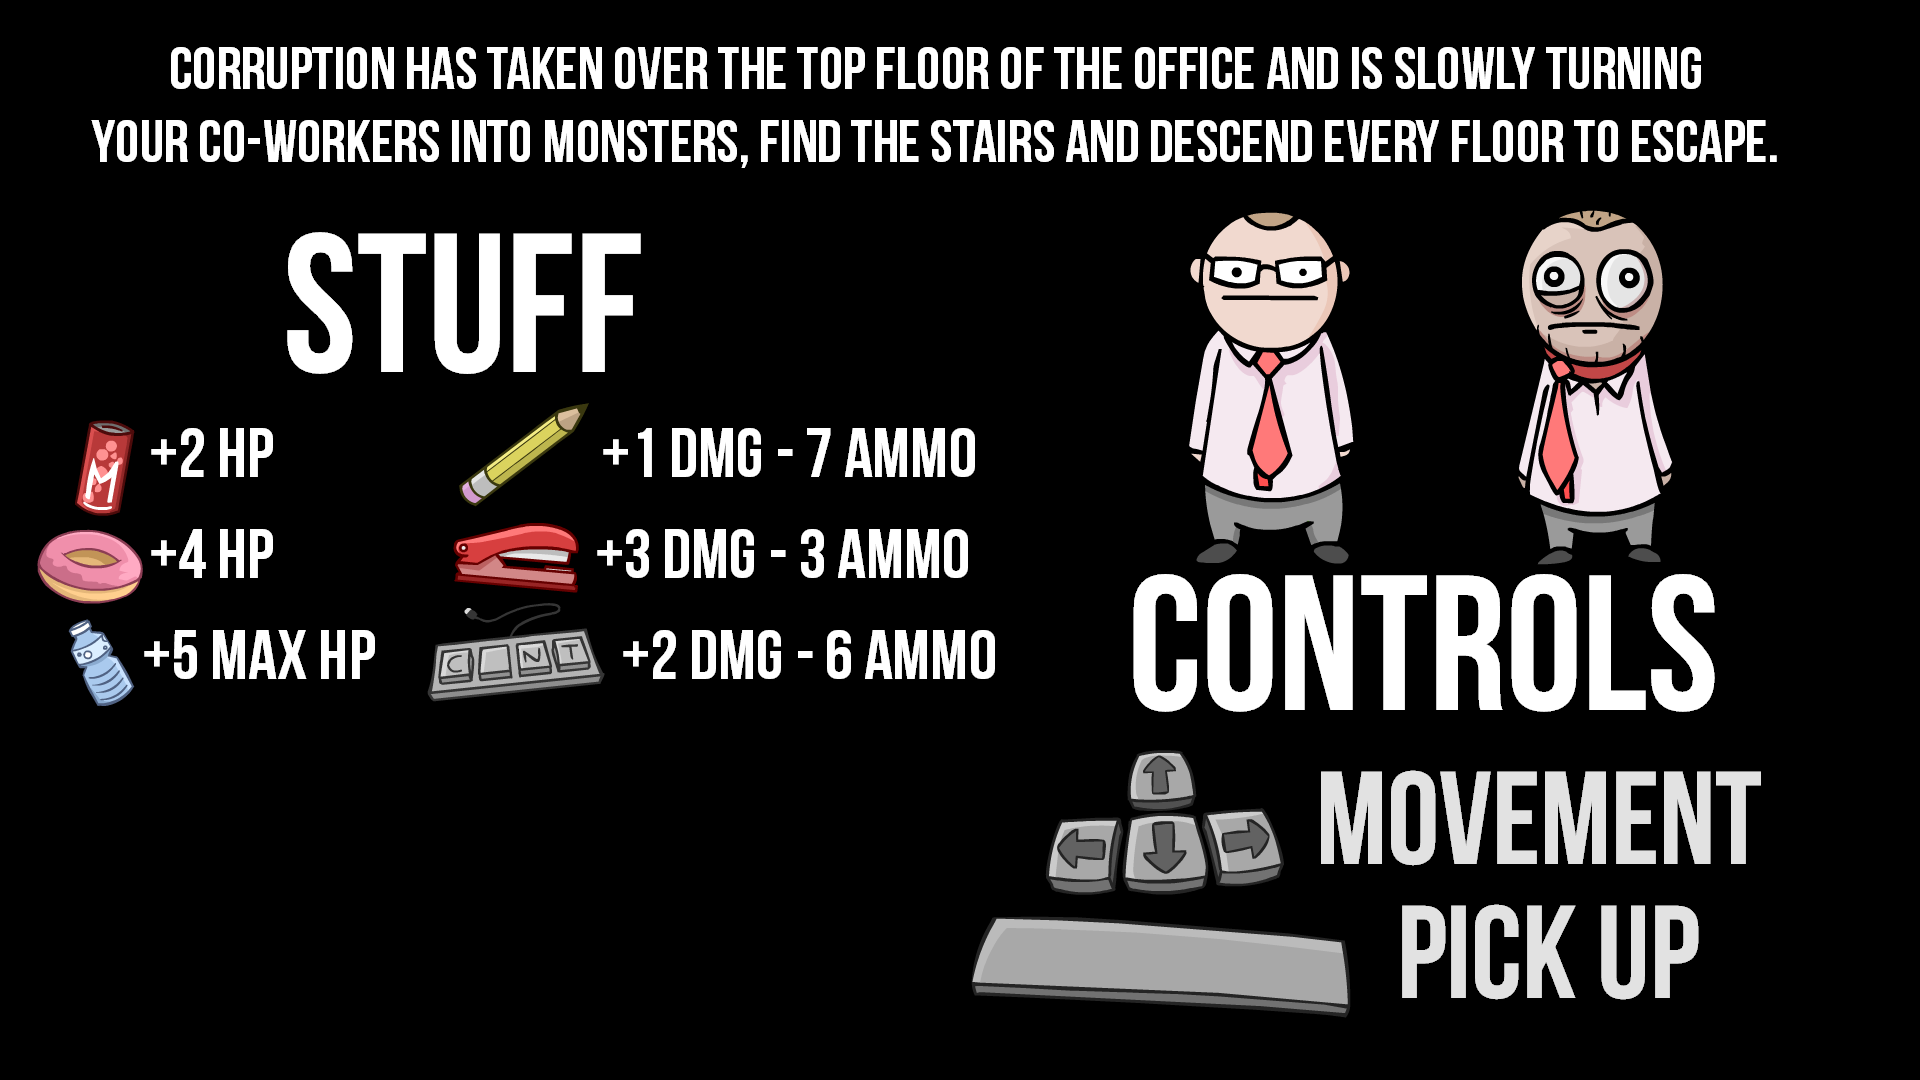 CORRUPTION HAS TAKEN OVER THE TOP FLOOR OF THE OFFICE AND IS SLOWLY TURNING
YOUR CO-WORKERS INTO MONSTERS, FIND THE STAIRS AND DESCEND EVERY FLOOR TO ESCAPE.
STUFF
M +2 HP
+1 DMG - 7 AMMO
+4 HP
+3 DMG - 3 AMMO
+5 MAX HP
C N T +2 DMG - 6 AMMO
CONTROLS
MOVEMENT
PICK UP